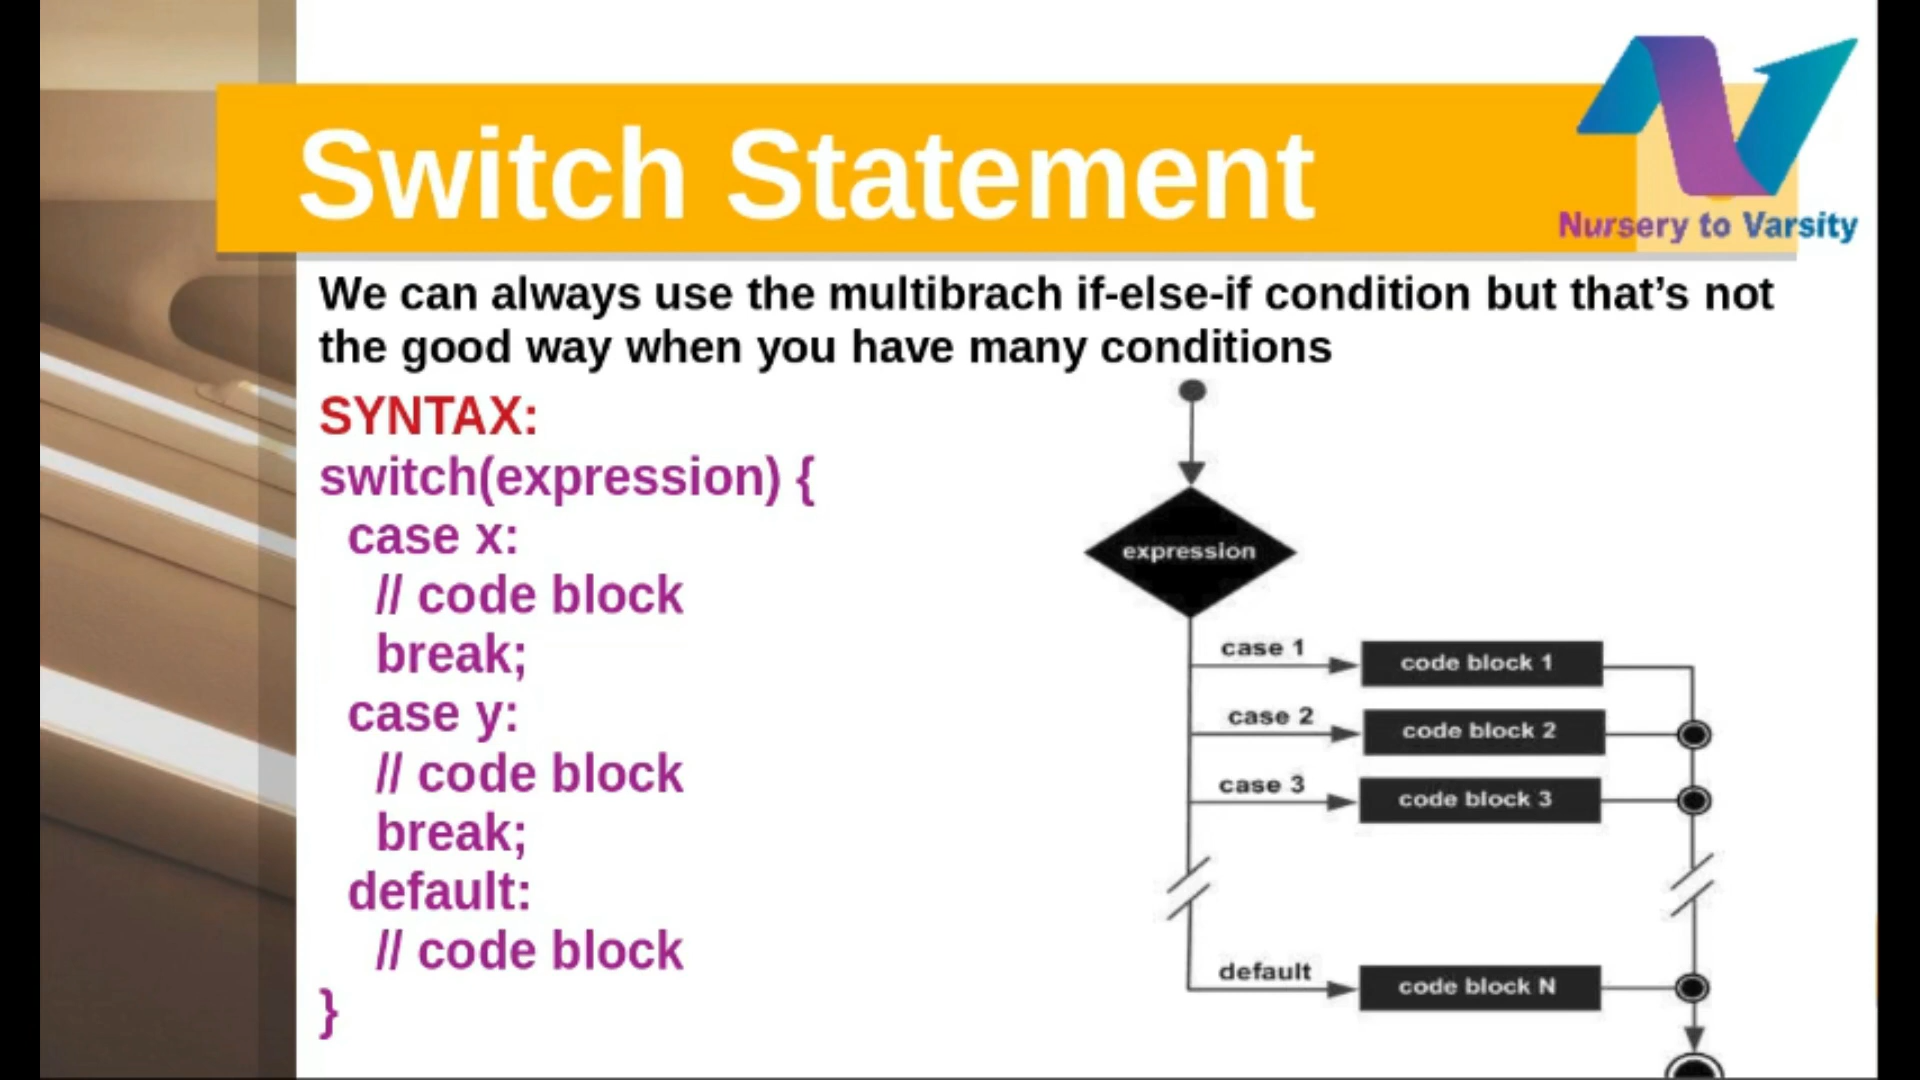 Switch Statement
Nursery to Varsity
We can always use the multibrach if-else-if condition but that’s not
the good way when you have many conditions
SYNTAX:
switch(expression) {
case x:
// code block
break;
case y:
// code block
break;
default:
// code block
}
expression
case 1
code block 1
case 2
code block 2
case 3
code block 3
default
code block N